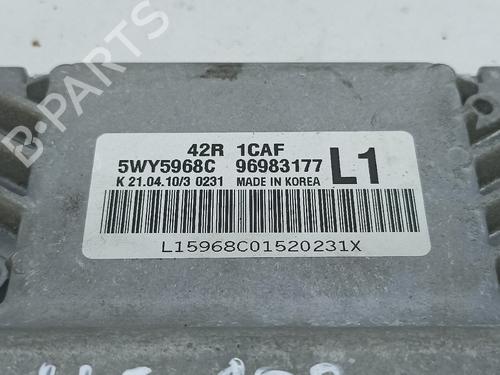 42R 1CAF
5WY5968C 96983177 L1
K 21.04.10/3 0231 MADE IN KOREA
L15968C01520231X
B-PARTS